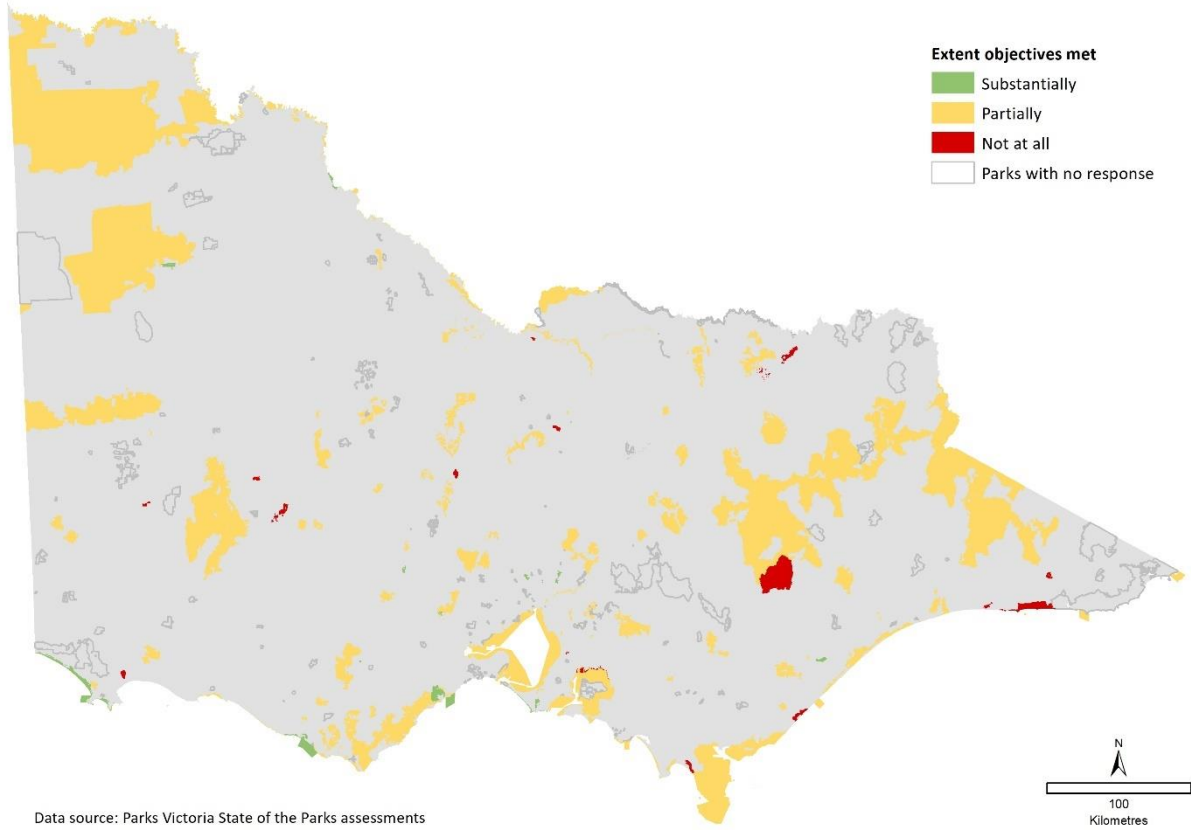 Extent objectives met
Substantially
Partially
Not at all
Parks with no response
N
100
Kilometres
Data source: Parks Victoria State of the Parks assessments